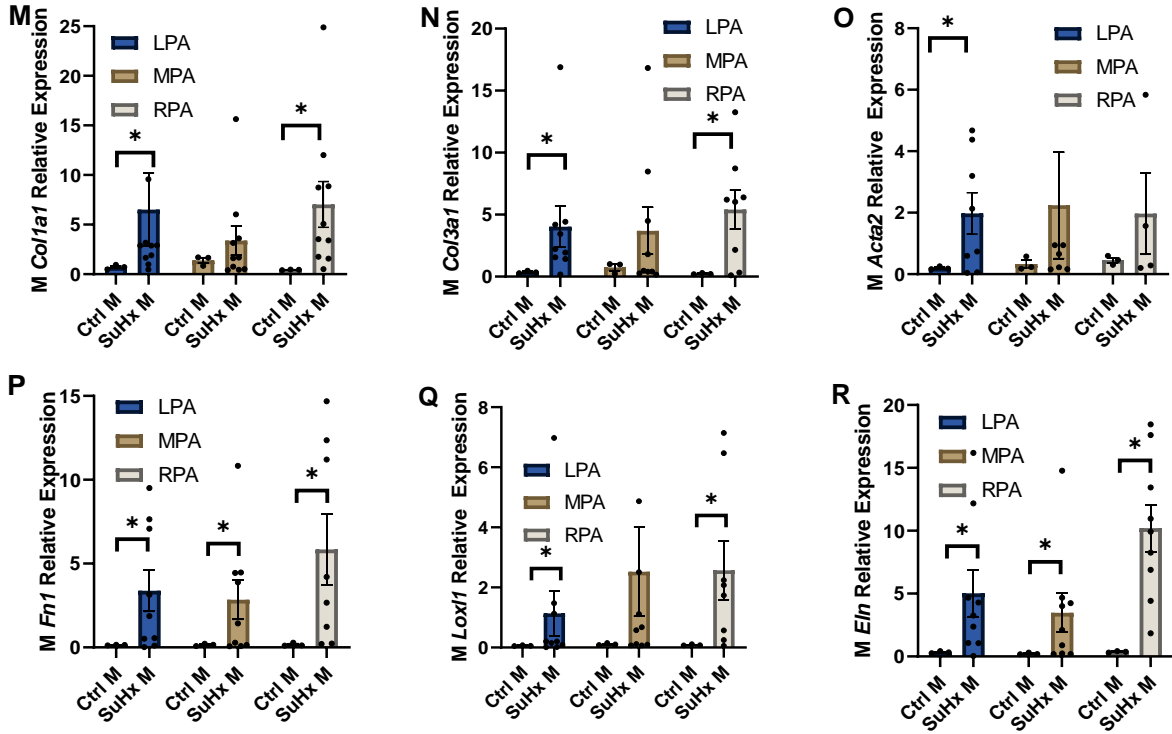 M
M Col1a1 Relative Expression
25
20
15
10
5
0
LPA
MPA
RPA
*
*
Ctrl M
SuHx M
Ctrl M
SuHx M
Ctrl M
SuHx M
N
M Col3a1 Relative Expression
20
15
10
5
0
LPA
MPA
RPA
*
*
Ctrl M
SuHx M
Ctrl M
SuHx M
Ctrl M
SuHx M
O
M Acta2 Relative Expression
8
6
4
2
0
LPA
MPA
RPA
*
Ctrl M
SuHx M
Ctrl M
SuHx M
Ctrl M
SuHx M
P
M Fn1 Relative Expression
15
10
5
0
LPA
MPA
RPA
*
*
*
Ctrl M
SuHx M
Ctrl M
SuHx M
Ctrl M
SuHx M
Q
M Loxl1 Relative Expression
8
6
4
2
0
LPA
MPA
RPA
*
*
Ctrl M
SuHx M
Ctrl M
SuHx M
Ctrl M
SuHx M
R
M Eln Relative Expression
20
15
10
5
0
LPA
MPA
RPA
*
*
*
Ctrl M
SuHx M
Ctrl M
SuHx M
Ctrl M
SuHx M